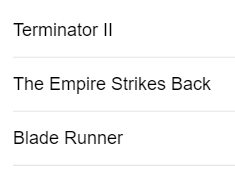 Terminator II
The Empire Strikes Back
Blade Runner